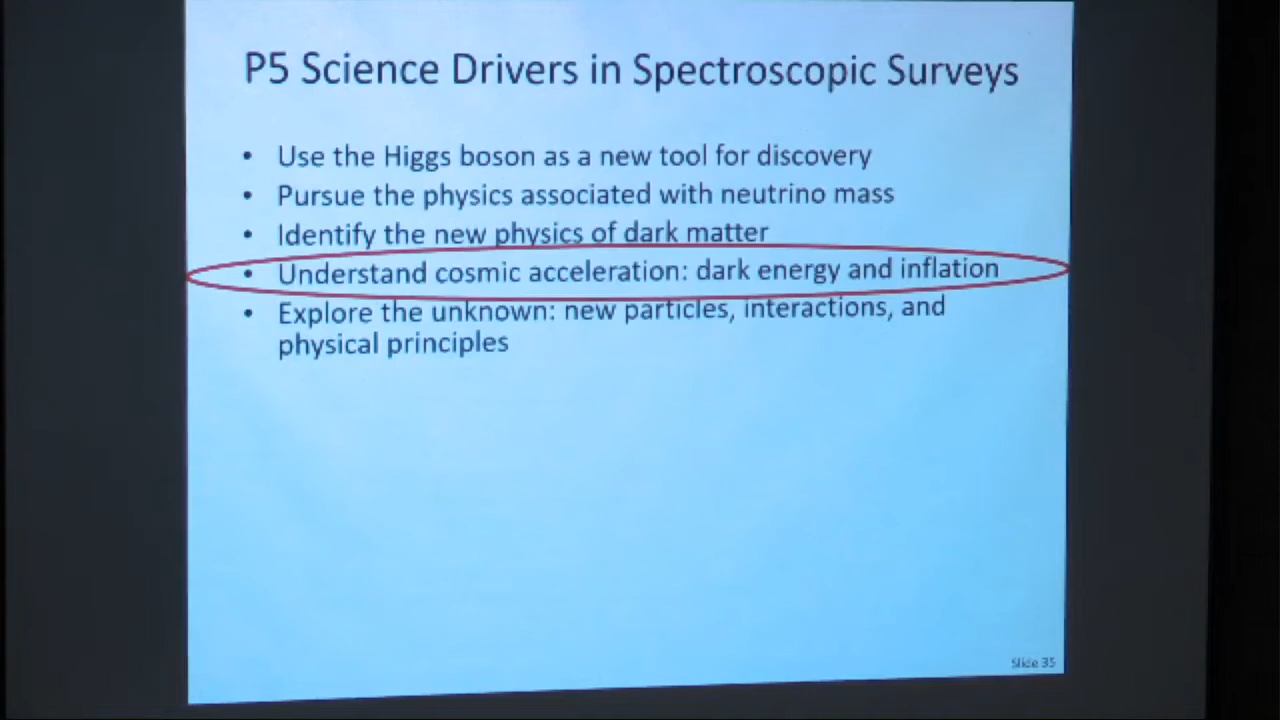 P5 Science Drivers in Spectroscopic Surveys
• Use the Higgs boson as a new tool for discovery
• Pursue the physics associated with neutrino mass
• Identify the new physics of dark matter
• Understand cosmic acceleration: dark energy and inflation
• Explore the unknown: new particles, interactions, and
physical principles
Slide 35